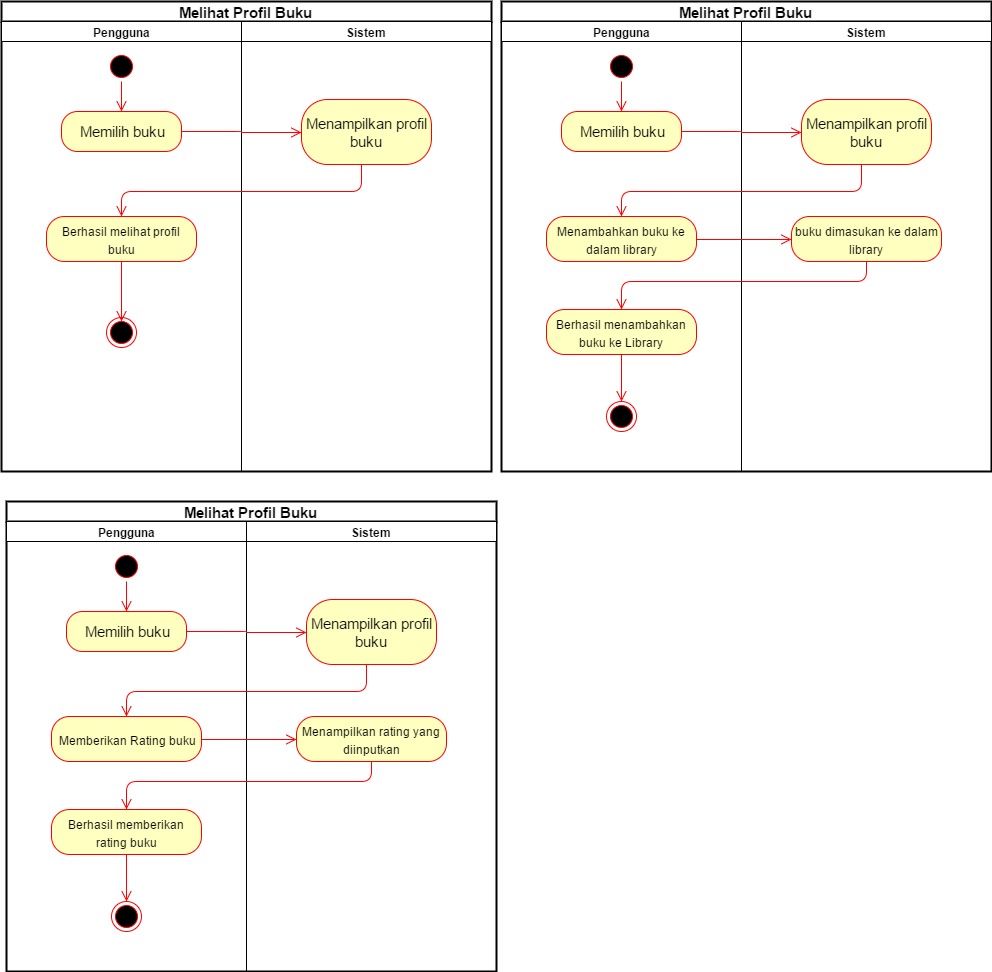 Melihat Profil Buku
Pengguna
Sistem
Memilih buku
Menampilkan profil
buku
Berhasil melihat profil
buku
Melihat Profil Buku
Pengguna
Sistem
Memilih buku
Menampilkan profil
buku
Menambahkan buku ke
dalam library
buku dimasukan ke dalam
library
Berhasil menambahkan
buku ke Library
Melihat Profil Buku
Pengguna
Sistem
Memilih buku
Menampilkan profil
buku
Memberikan Rating buku
Menampilkan rating yang
diinputkan
Berhasil memberikan
rating buku